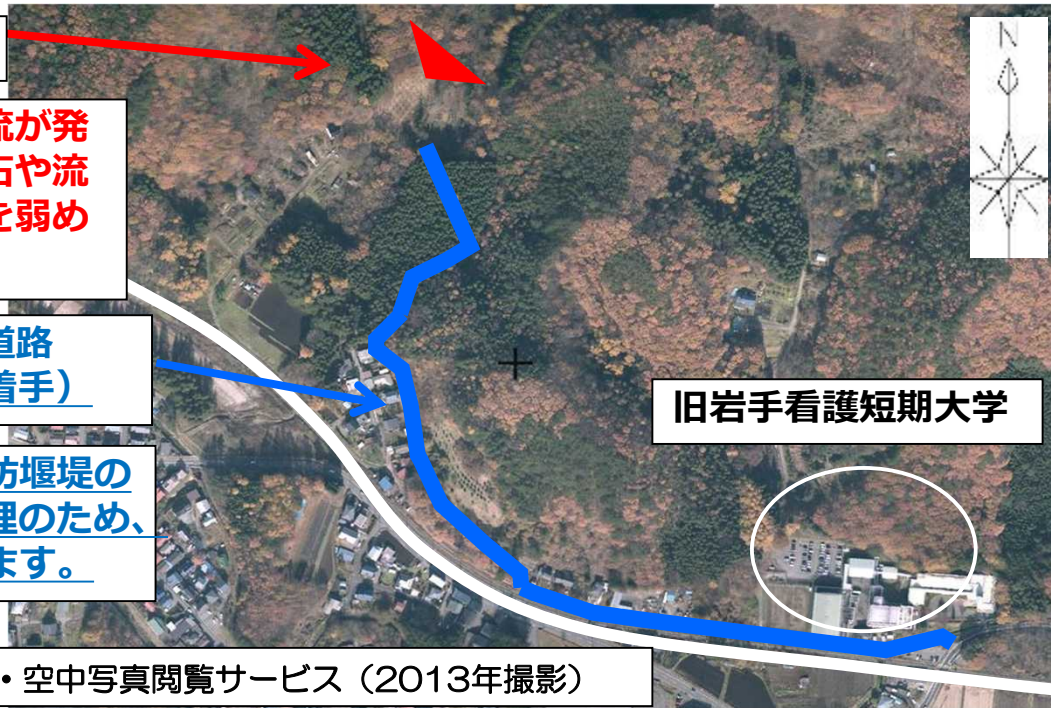 N
流が発
石や流
を弱め
道路
着手）
旧岩手看護短期大学
防堰堤の
理のため、
ます。
・空中写真閲覧サービス（2013年撮影）